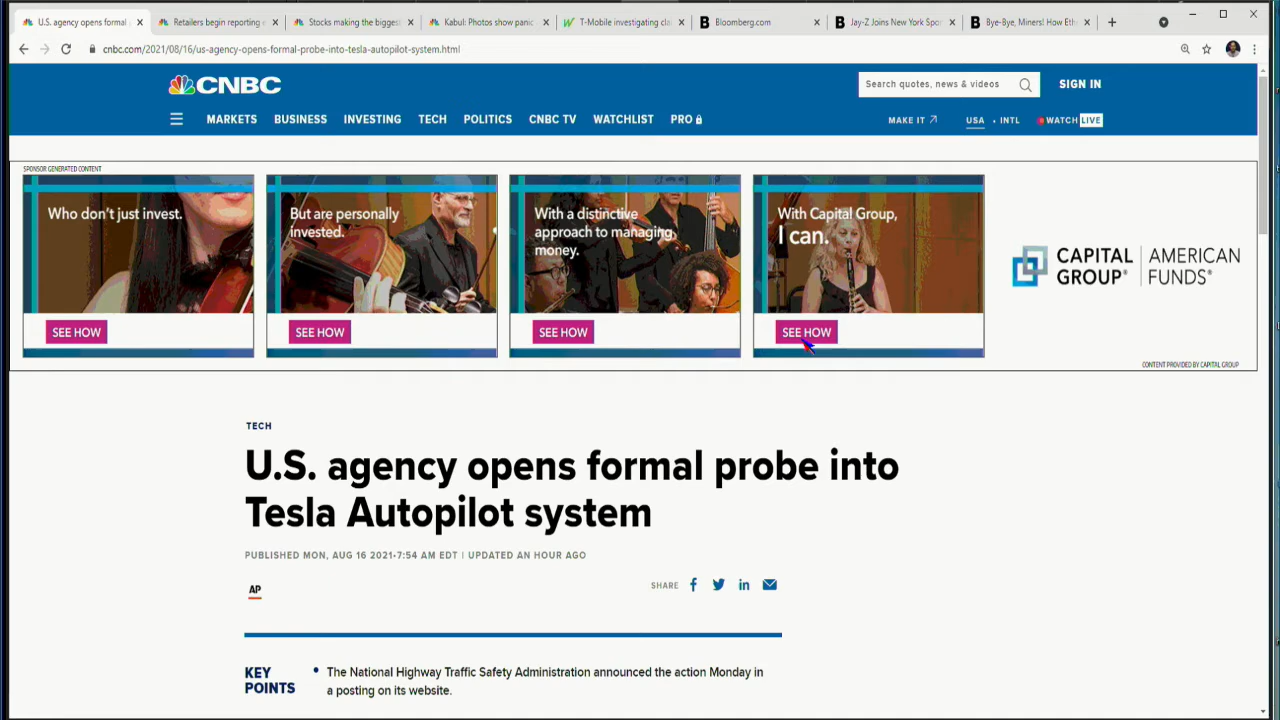 U.S. agency opens formal
Retailers begin reporting e
Stocks making the biggest
Kabul: Photos show panic
T-Mobile investigating clai
Bloomberg.com
Jay-Z Joins New York Spor
Bye-Bye, Miners! How Eth
cnbc.com/2021/08/16/us-agency-opens-formal-probe-into-tesla-autopilot-system.html
CNBC
Search quotes, news & videos
SIGN IN
MARKETS BUSINESS INVESTING TECH POLITICS CNBC TV WATCHLIST PRO
MAKE IT USA • INTL WATCH LIVE
SPONSOR GENERATED CONTENT
Who don't just invest.
SEE HOW
But are personally
invested.
SEE HOW
With a distinctive
approach to managing
money.
SEE HOW
With Capital Group,
I can.
SEE HOW
CAPITAL GROUP® | AMERICAN FUNDS®
CONTENT PROVIDED BY CAPITAL GROUP
TECH
U.S. agency opens formal probe into
Tesla Autopilot system
PUBLISHED MON, AUG 16 2021•7:54 AM EDT | UPDATED AN HOUR AGO
AP
SHARE
KEY
POINTS
• The National Highway Traffic Safety Administration announced the action Monday in
a posting on its website.